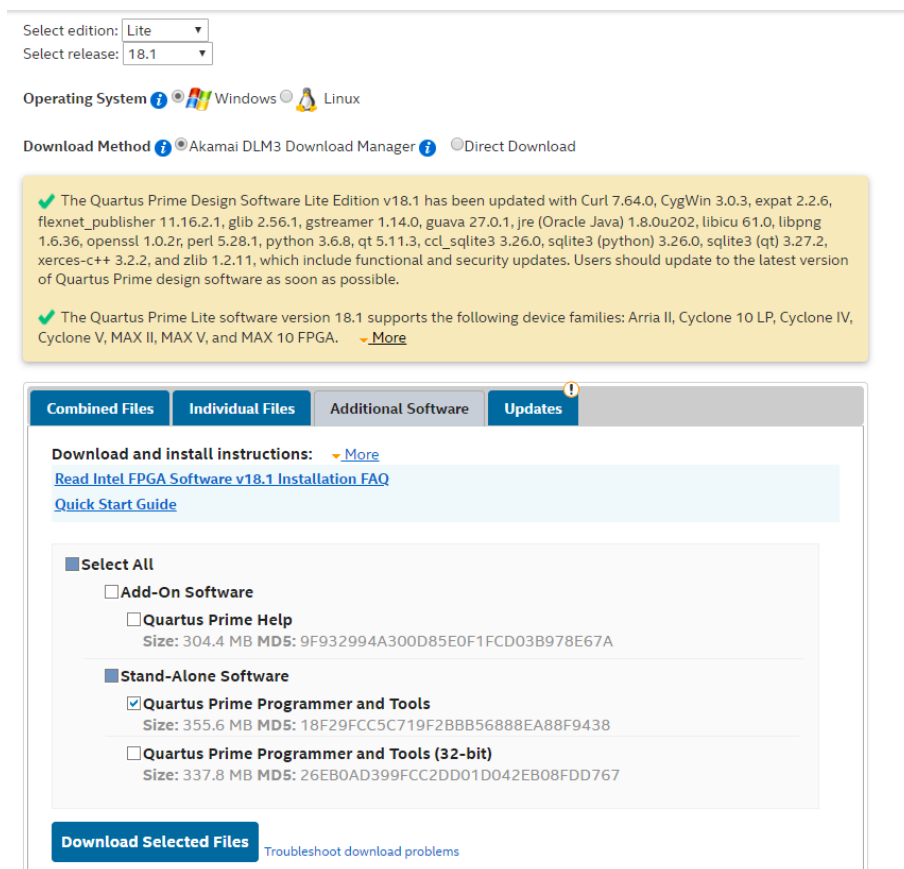 Select edition: Lite
Select release: 18.1
Operating System Windows Linux
Download Method Akamai DLM3 Download Manager Direct Download
The Quartus Prime Design Software Lite Edition v18.1 has been updated with Curl 7.64.0, CygWin 3.0.3, expat 2.2.6,
flexnet_publisher 11.16.2.1, glib 2.56.1, gstreamer 1.14.0, guava 27.0.1, jre (Oracle Java) 1.8.0u202, libicu 61.0, libpng
1.6.36, openssl 1.0.2r, perl 5.28.1, python 3.6.8, qt 5.11.3, ccl_sqlite3 3.26.0, sqlite3 (python) 3.26.0, sqlite3 (qt) 3.27.2,
xerces-c++ 3.2.2, and zlib 1.2.11, which include functional and security updates. Users should update to the latest version
of Quartus Prime design software as soon as possible.
The Quartus Prime Lite software version 18.1 supports the following device families: Arria II, Cyclone 10 LP, Cyclone IV,
Cyclone V, MAX II, MAX V, and MAX 10 FPGA. More
Combined Files Individual Files Additional Software Updates !
Download and install instructions: More
Read Intel FPGA Software v18.1 Installation FAQ
Quick Start Guide
Select All
Add-On Software
Quartus Prime Help
Size: 304.4 MB MD5: 9F932994A300D85E0F1FCD03B978E67A
Stand-Alone Software
Quartus Prime Programmer and Tools
Size: 355.6 MB MD5: 18F29FCC5C719F2BBB56888EA88F9438
Quartus Prime Programmer and Tools (32-bit)
Size: 337.8 MB MD5: 26EB0AD399FCC2DD01D042EB08FDD767
Download Selected Files Troubleshoot download problems